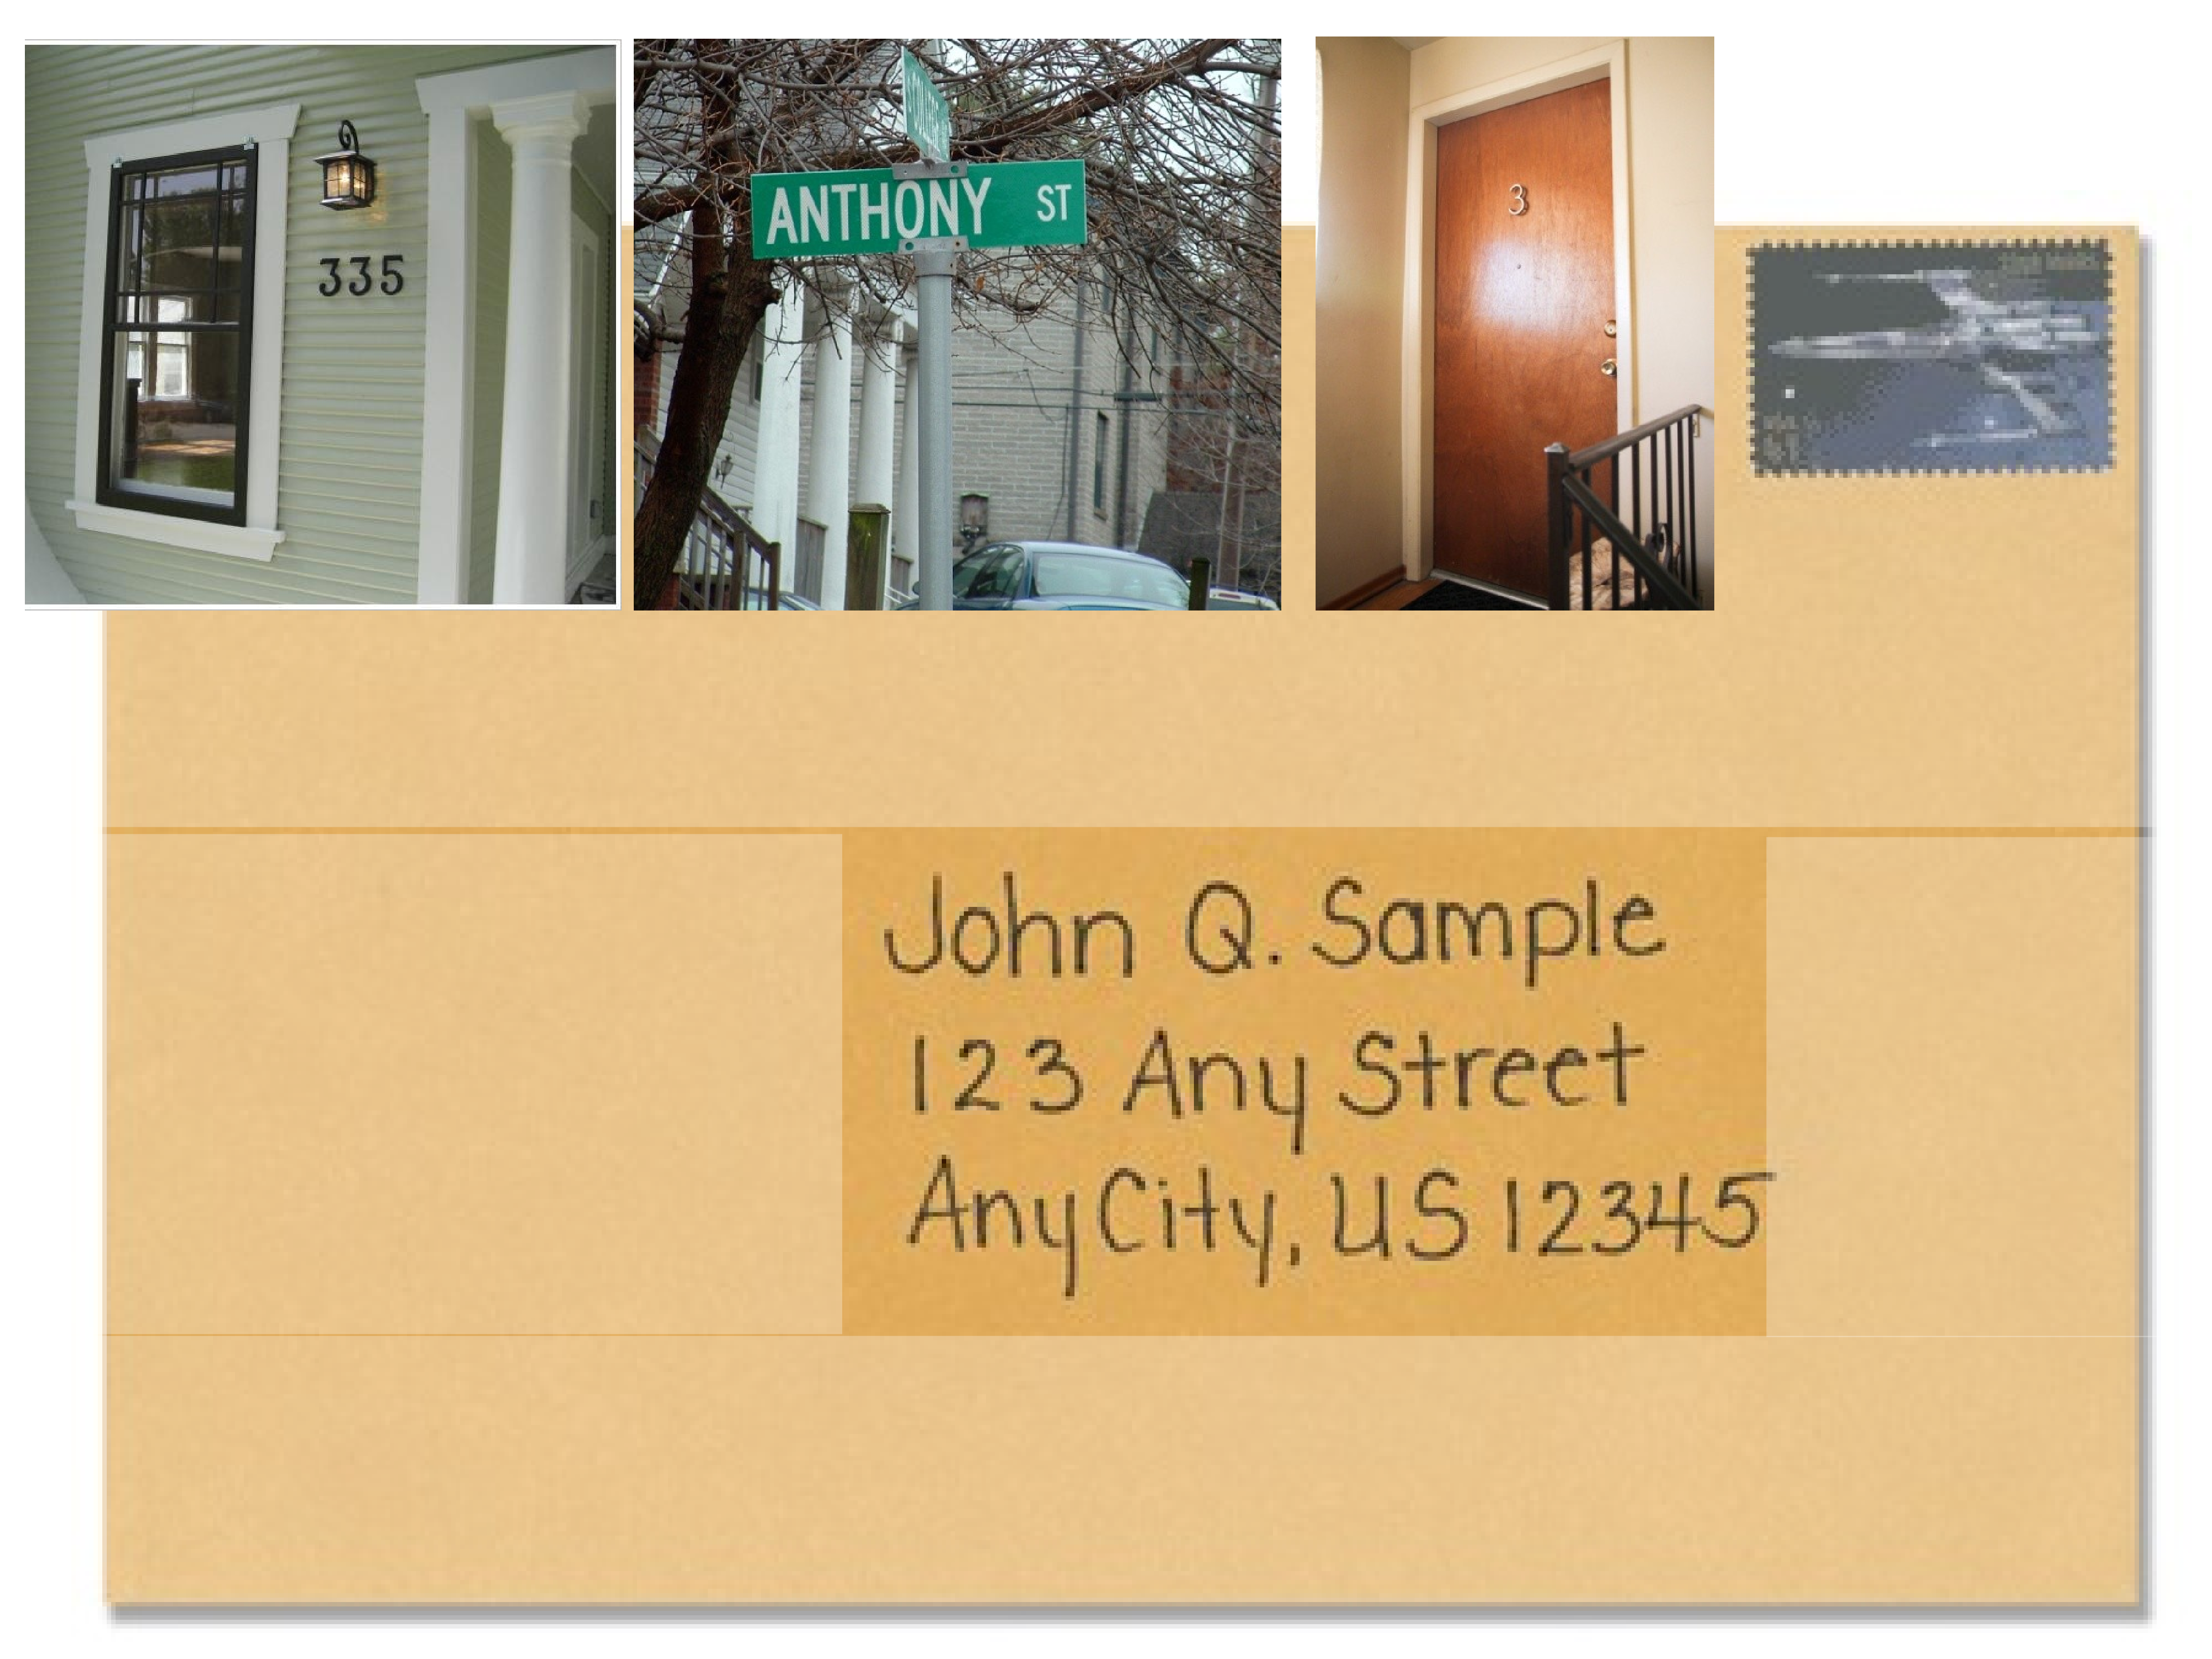 335
ANTHONY ST
3
John Q. Sample
123 Any Street
Any City, US 12345